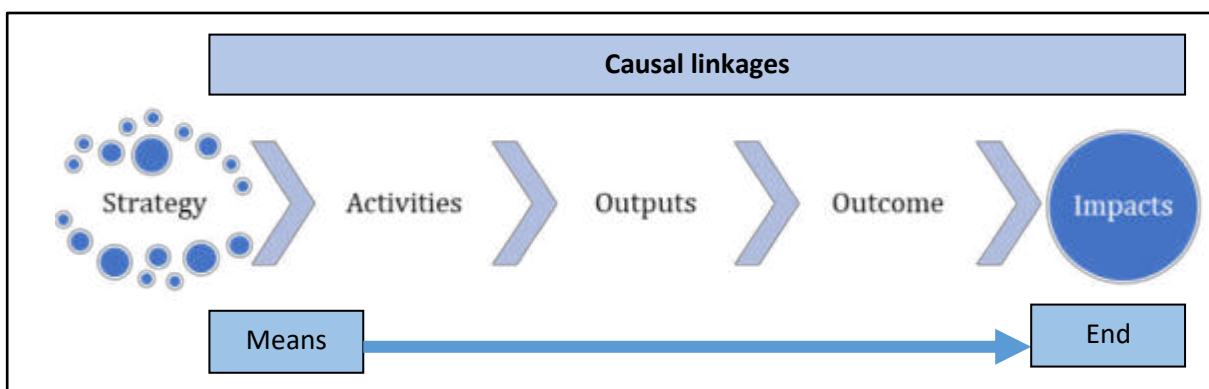 Causal linkages
Strategy Activities Outputs Outcome Impacts
Means End